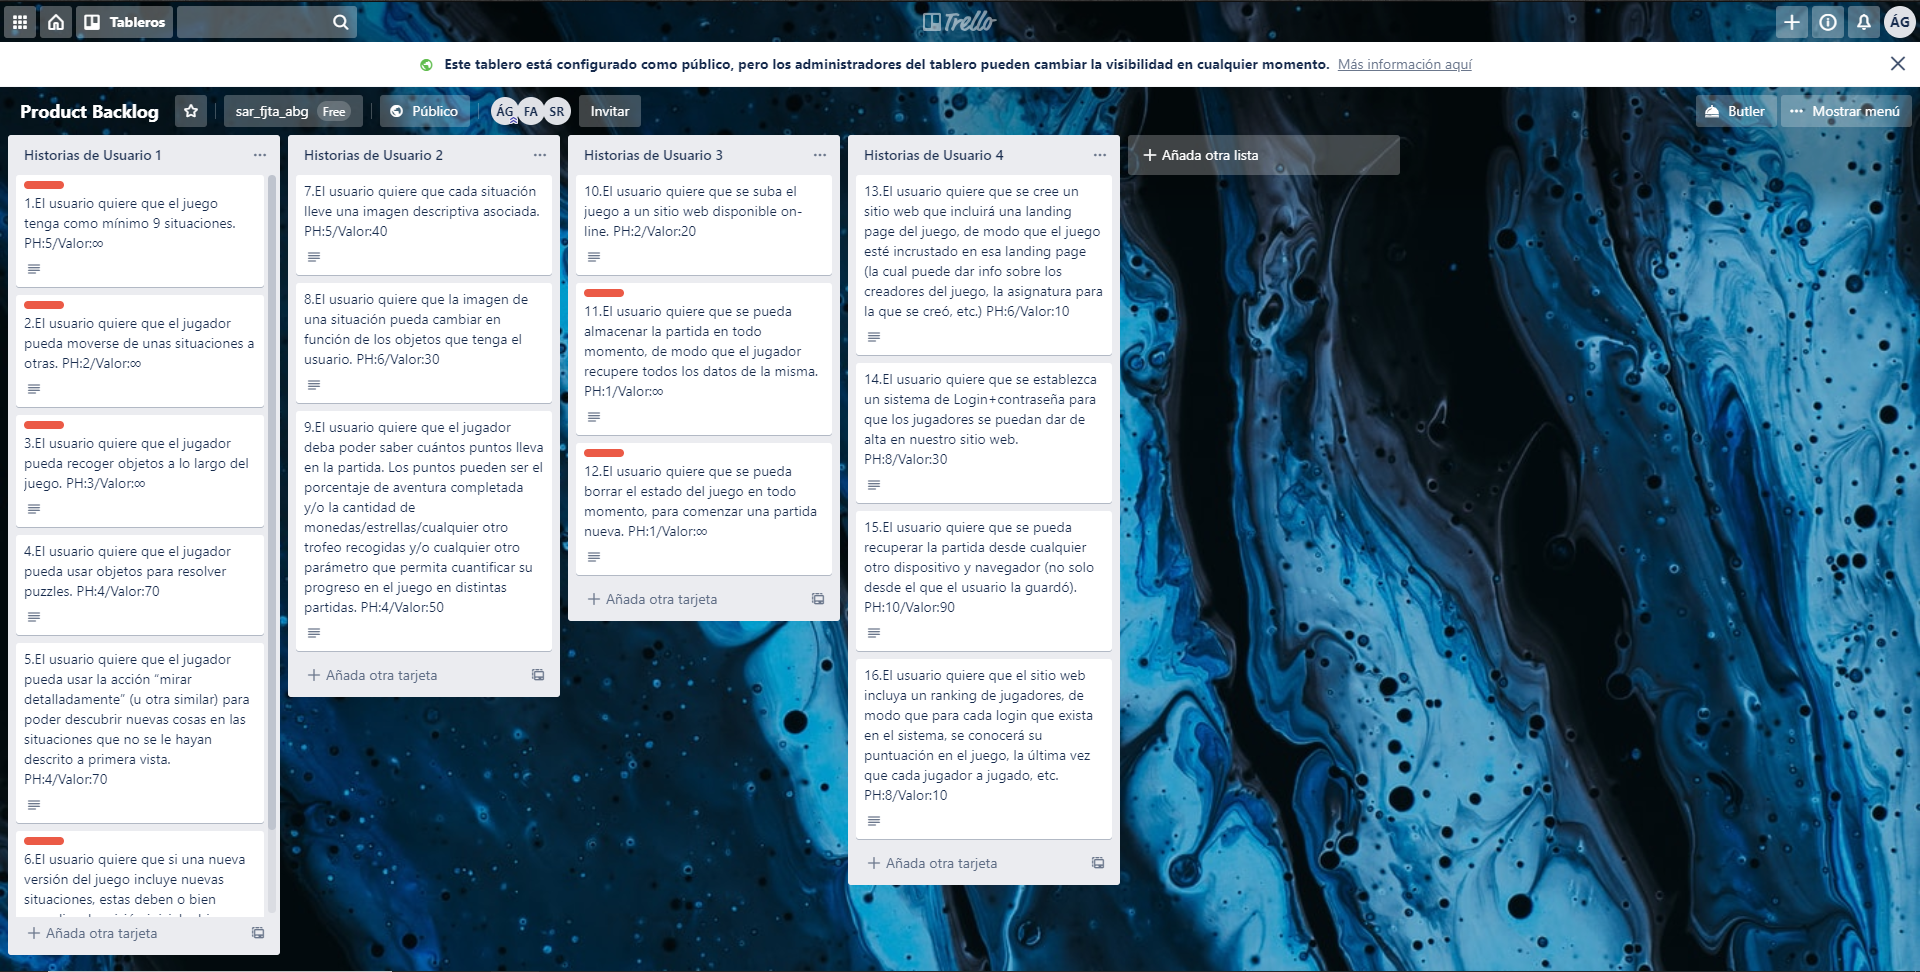 Tableros
Trello
ÁG
Este tablero está configurado como público, pero los administradores del tablero pueden cambiar la visibilidad en cualquier momento. Más información aquí
Product Backlog
sar_fjta_abg Free
Público
ÁG FA SR
Invitar
Butler
Mostrar menú
Historias de Usuario 1
1.El usuario quiere que el juego
tenga como mínimo 9 situaciones.
PH:5/Valor:∞
2.El usuario quiere que el jugador
pueda moverse de unas situaciones a
otras. PH:2/Valor:∞
3.El usuario quiere que el jugador
pueda recoger objetos a lo largo del
juego. PH:3/Valor:∞
4.El usuario quiere que el jugador
pueda usar objetos para resolver
puzzles. PH:4/Valor:70
5.El usuario quiere que el jugador
pueda usar la acción “mirar
detalladamente” (u otra similar) para
poder descubrir nuevas cosas en las
situaciones que no se le hayan
descrito a primera vista.
PH:4/Valor:70
6.El usuario quiere que si una nueva
versión del juego incluye nuevas
situaciones, estas deben o bien
+ Añada otra tarjeta
Historias de Usuario 2
7.El usuario quiere que cada situación
lleve una imagen descriptiva asociada.
PH:5/Valor:40
8.El usuario quiere que la imagen de
una situación pueda cambiar en
función de los objetos que tenga el
usuario. PH:6/Valor:30
9.El usuario quiere que el jugador
deba poder saber cuántos puntos lleva
en la partida. Los puntos pueden ser el
porcentaje de aventura completada
y/o la cantidad de
monedas/estrellas/cualquier otro
trofeo recogidas y/o cualquier otro
parámetro que permita cuantificar su
progreso en el juego en distintas
partidas. PH:4/Valor:50
+ Añada otra tarjeta
Historias de Usuario 3
10.El usuario quiere que se suba el
juego a un sitio web disponible on-
line. PH:2/Valor:20
11.El usuario quiere que se pueda
almacenar la partida en todo
momento, de modo que el jugador
recupere todos los datos de la misma.
PH:1/Valor:∞
12.El usuario quiere que se pueda
borrar el estado del juego en todo
momento, para comenzar una partida
nueva. PH:1/Valor:∞
+ Añada otra tarjeta
Historias de Usuario 4
13.El usuario quiere que se cree un
sitio web que incluirá una landing
page del juego, de modo que el juego
esté incrustado en esa landing page
(la cual puede dar info sobre los
creadores del juego, la asignatura para
la que se creó, etc.) PH:6/Valor:10
14.El usuario quiere que se establezca
un sistema de Login+contraseña para
que los jugadores se puedan dar de
alta en nuestro sitio web.
PH:8/Valor:30
15.El usuario quiere que se pueda
recuperar la partida desde cualquier
otro dispositivo y navegador (no solo
desde el que el usuario la guardó).
PH:10/Valor:90
16.El usuario quiere que el sitio web
incluya un ranking de jugadores, de
modo que para cada login que exista
en el sistema, se conocerá su
puntuación en el juego, la última vez
que cada jugador a jugado, etc.
PH:8/Valor:10
+ Añada otra tarjeta
+ Añada otra lista